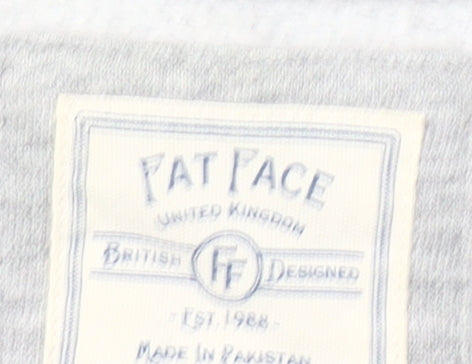 FAT FACE
UNITED KINGDOM
BRITISH FF DESIGNED
- EST. 1988 -
MADE IN PAKISTAN